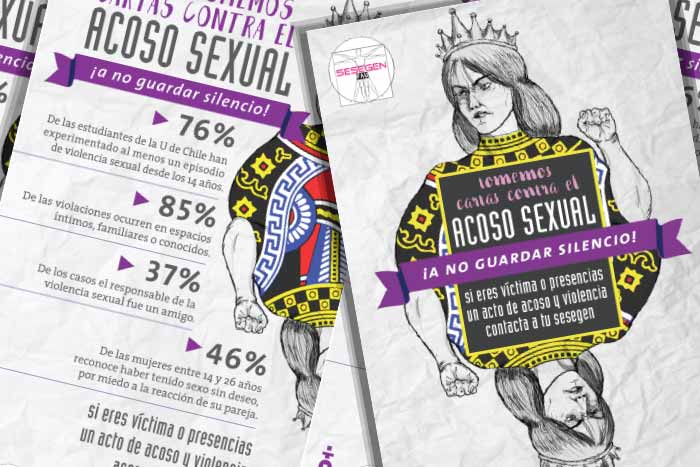 TOMEMOS
CARTAS CONTRA EL
ACOSO SEXUAL
¡a no guardar silencio!
76%
De las estudiantes de la U de Chile han
experimentado al menos un episodio
de violencia sexual desde los 14 años.
85%
De las violaciones ocurren en espacios
íntimos, familiares o conocidos.
37%
De los casos el responsable de la
violencia sexual fue un amigo.
46%
De las mujeres entre 14 y 26 años
reconoce haber tenido sexo sin deseo,
por miedo a la reacción de su pareja.
si eres víctima o presencias
un acto de acoso y violencia
%
SESEGEN
FAU
tomemos
cartas contra el
ACOSO SEXUAL
¡A NO GUARDAR SILENCIO!
si eres víctima o presencias
un acto de acoso y violencia
contacta a tu sesegen